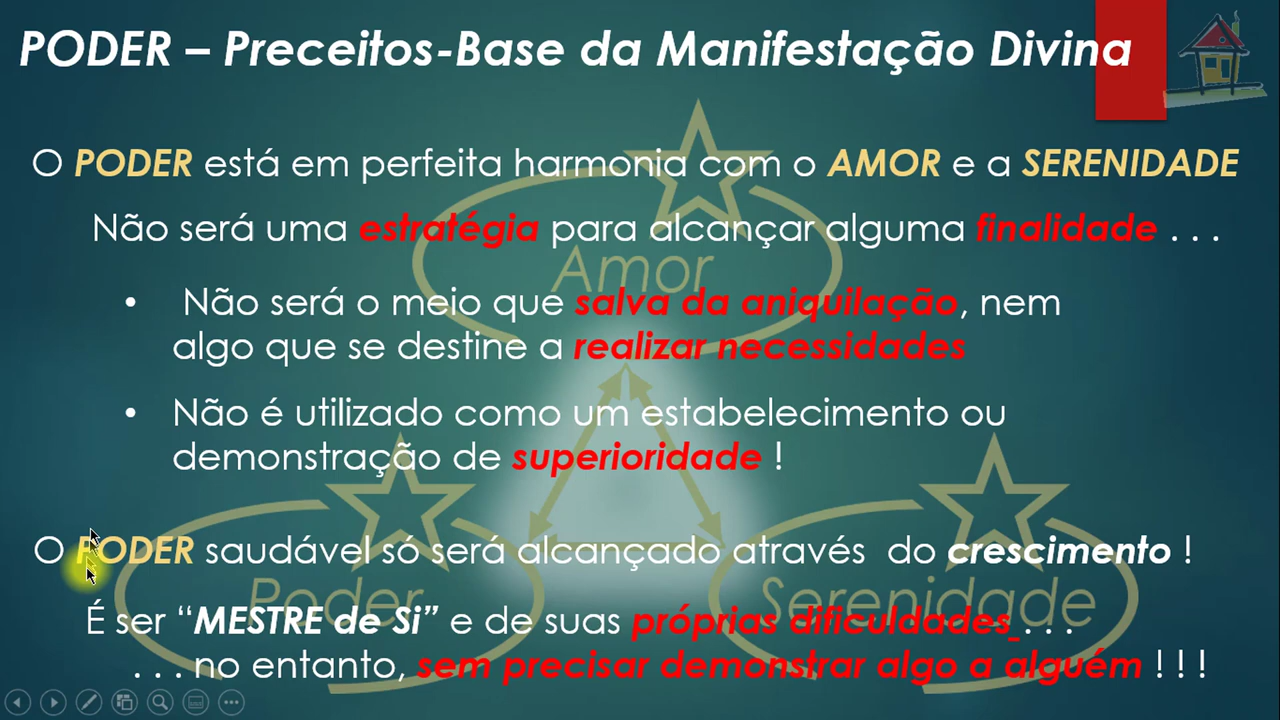 PODER – Preceitos-Base da Manifestação Divina
O PODER está em perfeita harmonia com o AMOR e a SERENIDADE
Não será uma estratégia para alcançar alguma finalidade . . .
Amor
• Não será o meio que salva da aniquilação, nem
algo que se destine a realizar necessidades
• Não é utilizado como um estabelecimento ou
demonstração de superioridade !
O PODER saudável só será alcançado através do crescimento !
Poder
Serenidade
É ser “MESTRE de Si” e de suas próprias dificuldades . . .
. . . no entanto, sem precisar demonstrar algo a alguém ! ! !